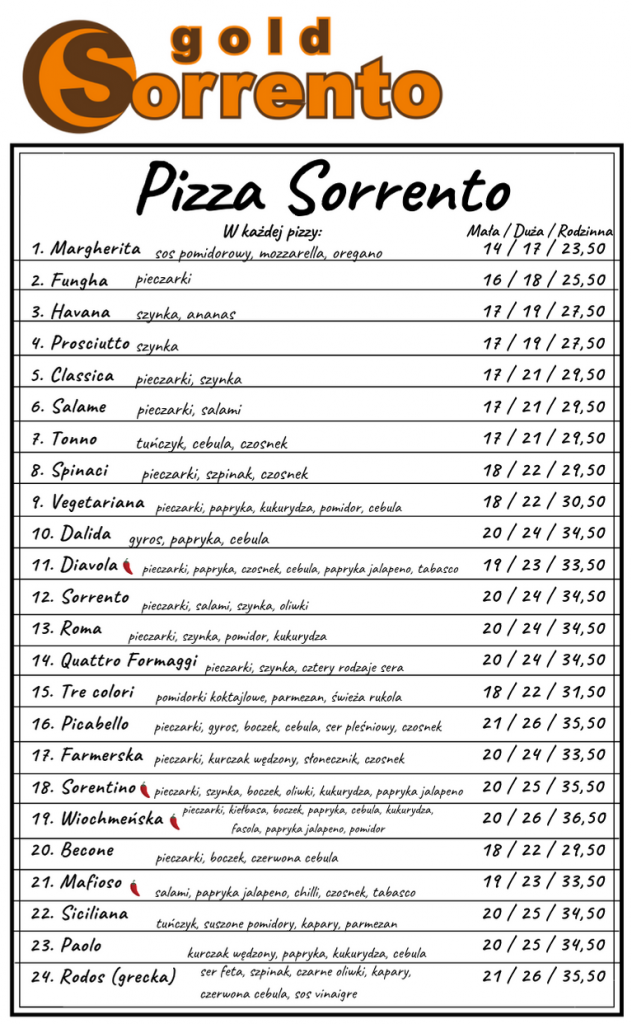 gold
Sorrento
Pizza Sorrento
W każdej pizzy: Mała / Duża / Rodzinna
1. Margherita sos pomidorowy, mozzarella, oregano 14 / 17 / 23,50
2. Fungha pieczarki 16 / 18 / 25,50
3. Havana szynka, ananas 17 / 19 / 27,50
4. Prosciutto szynka 17 / 19 / 27,50
5. Classica pieczarki, szynka 17 / 21 / 29,50
6. Salame pieczarki, salami 17 / 21 / 29,50
7. Tonno tuńczyk, cebula, czosnek 17 / 21 / 29,50
8. Spinaci pieczarki, szpinak, czosnek 18 / 22 / 29,50
9. Vegetariana pieczarki, papryka, kukurydza, pomidor, cebula 18 / 22 / 30,50
10. Dalida gyros, papryka, cebula 20 / 24 / 34,50
11. Diavola pieczarki, papryka, czosnek, cebula, papryka jalapeno, tabasco 19 / 23 / 33,50
12. Sorrento pieczarki, salami, szynka, oliwki 20 / 24 / 34,50
13. Roma pieczarki, szynka, pomidor, kukurydza 20 / 24 / 34,50
14. Quattro Formaggi pieczarki, szynka, cztery rodzaje sera 20 / 24 / 34,50
15. Tre colori pomidorki koktajlowe, parmezan, świeża rukola 18 / 22 / 31,50
16. Picabello pieczarki, gyros, boczek, cebula, ser pleśniowy, czosnek 21 / 26 / 35,50
17. Farmerska pieczarki, kurczak wędzony, słonecznik, czosnek 20 / 24 / 33,50
18. Sorentino pieczarki, szynka, boczek, oliwki, kukurydza, papryka jalapeno 20 / 25 / 35,50
19. Wiochmeńska pieczarki, kiełbasa, boczek, papryka, cebula, kukurydza, 20 / 26 / 36,50
fasola, papryka jalapeno, pomidor
20. Becone pieczarki, boczek, czerwona cebula 18 / 22 / 29,50
21. Mafioso salami, papryka jalapeno, chilli, czosnek, tabasco 19 / 23 / 33,50
22. Siciliana tuńczyk, suszone pomidory, kapary, parmezan 20 / 25 / 34,50
23. Paolo kurczak wędzony, papryka, kukurydza, cebula 20 / 25 / 34,50
24. Rodos (grecka) ser feta, szpinak, czarne oliwki, kapary, 21 / 26 / 35,50
czerwona cebula, sos vinaigre